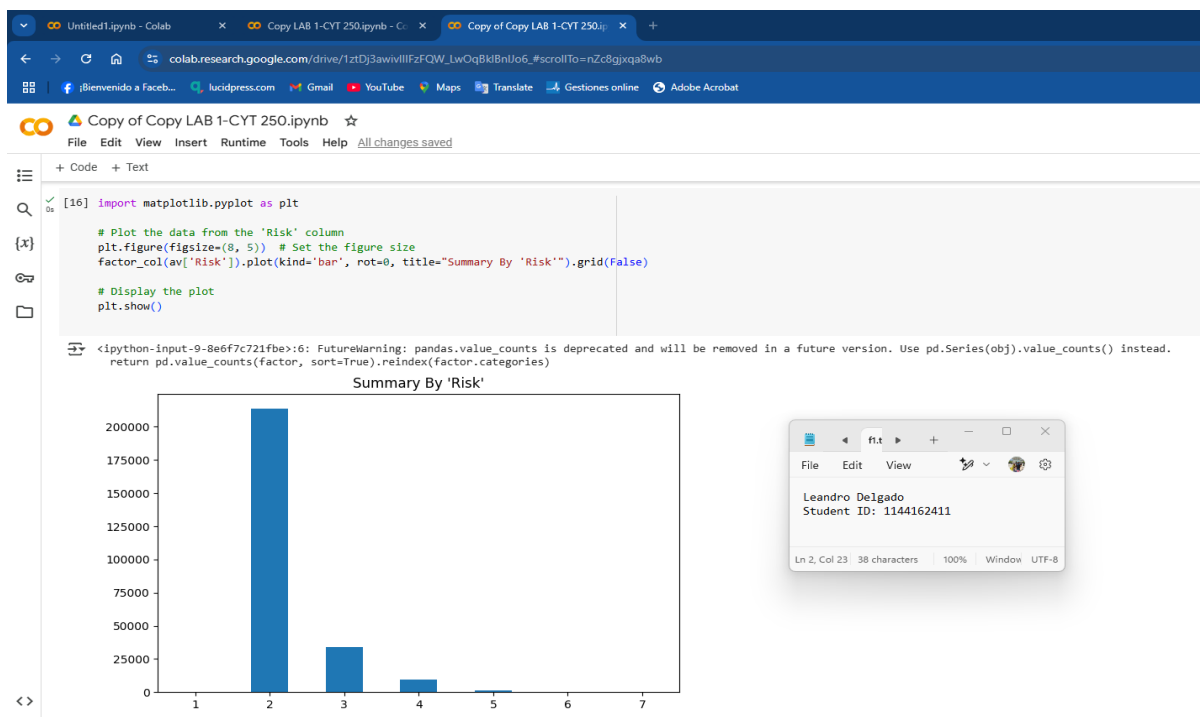 Untitled1.ipynb - Colab
Copy LAB 1-CYT 250.ipynb - Co
Copy of Copy LAB 1-CYT 250.ip
colab.research.google.com/drive/1ztDj3awivlIIFzFQW_LwOqBklBnlJo6_#scrollTo=nZc8gjxqa8wb
¡Bienvenido a Faceb...
lucidpress.com
Gmail
YouTube
Maps
Translate
Gestiones online
Adobe Acrobat
CO
Copy of Copy LAB 1-CYT 250.ipynb
File Edit View Insert Runtime Tools Help All changes saved
+ Code + Text
0s
[16] import matplotlib.pyplot as plt
# Plot the data from the 'Risk' column
plt.figure(figsize=(8, 5)) # Set the figure size
factor_col(av['Risk']).plot(kind='bar', rot=0, title="Summary By 'Risk'").grid(False)
# Display the plot
plt.show()
{x}
<ipython-input-9-8e6f7c721fbe>:6: FutureWarning: pandas.value_counts is deprecated and will be removed in a future version. Use pd.Series(obj).value_counts() instead.
return pd.value_counts(factor, sort=True).reindex(factor.categories)
Summary By 'Risk'
200000
175000
150000
125000
100000
75000
50000
25000
0
1 2 3 4 5 6 7
f1.t
File Edit View
Leandro Delgado
Student ID: 1144162411
Ln 2, Col 23 38 characters 100% Window UTF-8